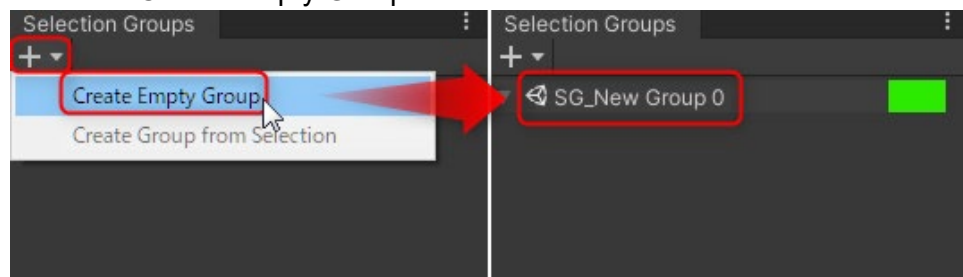 Selection Groups
Create Empty Group
Create Group from Selection
Selection Groups
SG_New Group 0